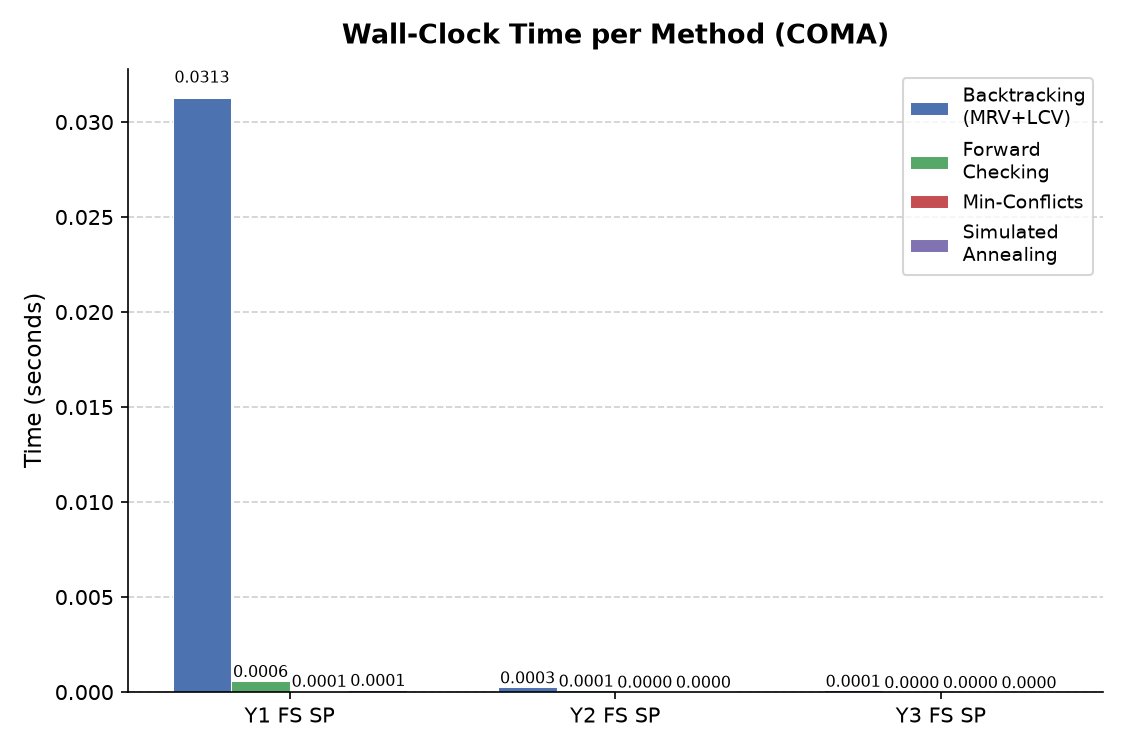 Wall-Clock Time per Method (COMA)
Time (seconds)
0.030
0.025
0.020
0.015
0.010
0.005
0.000
0.0313
0.0006
0.0001
0.0001
0.0003
0.0001
0.0000
0.0000
0.0001
0.0000
0.0000
0.0000
Y1 FS SP
Y2 FS SP
Y3 FS SP
Backtracking
(MRV+LCV)
Forward
Checking
Min-Conflicts
Simulated
Annealing